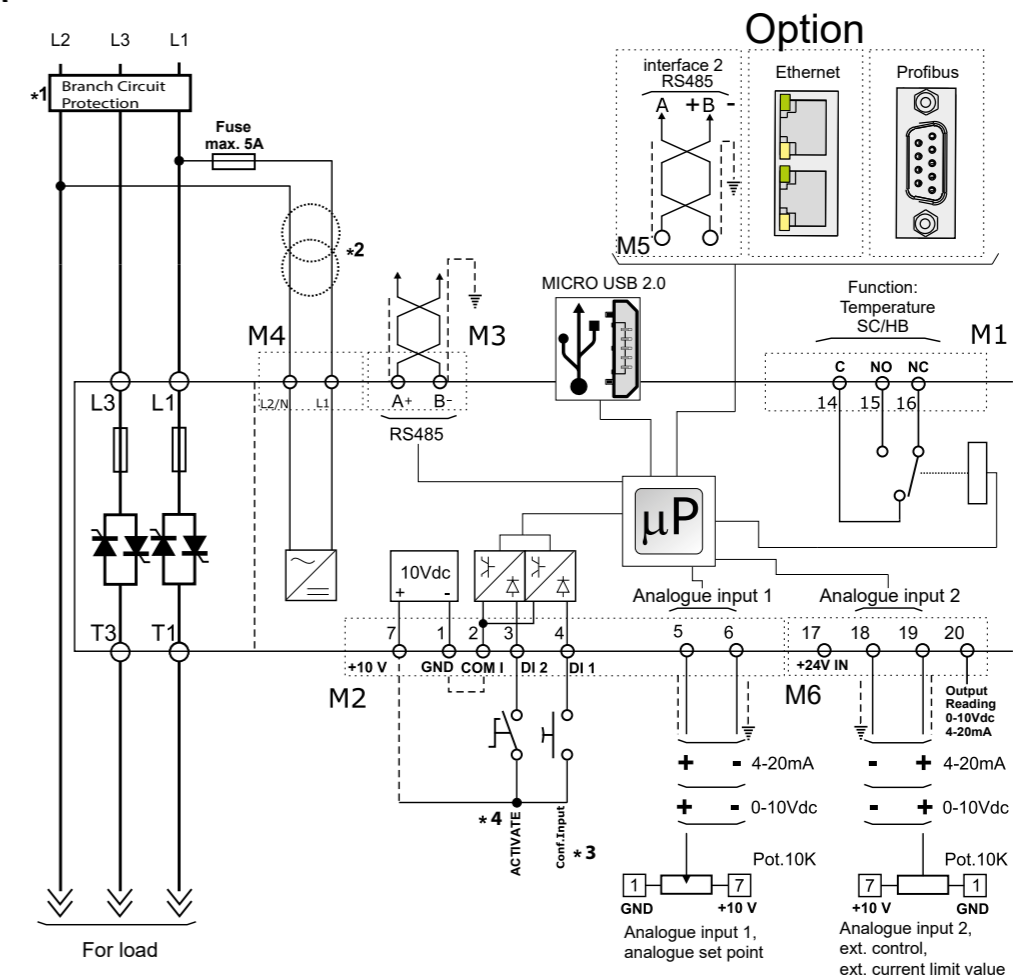 Option
L2 L3 L1
*1 Branch Circuit
Protection
Fuse
max. 5A
*2
interface 2
RS485
A +B -
M5
Ethernet
Profibus
MICRO USB 2.0
Function:
Temperature
SC/HB
M1
C NO NC
14 15 16
M4
M3
L3 L1
L2/N L1
A+ B-
RS485
µP
10Vdc
+ -
Analogue input 1
Analogue input 2
T3 T1
7 1 2 3 4
5 6
17 18 19 20
+10 V GND COM I DI 2 DI 1
+24V IN
M2
M6
Output
Reading
0-10Vdc
4-20mA
+ - 4-20mA
- + 4-20mA
+ - 0-10Vdc
- + 0-10Vdc
*4 ACTIVATE
Conf.Input *3
Pot.10K
Pot.10K
1 7
7 1
GND +10 V
+10 V GND
Analogue input 1,
analogue set point
Analogue input 2,
ext. control,
ext. current limit value
For load